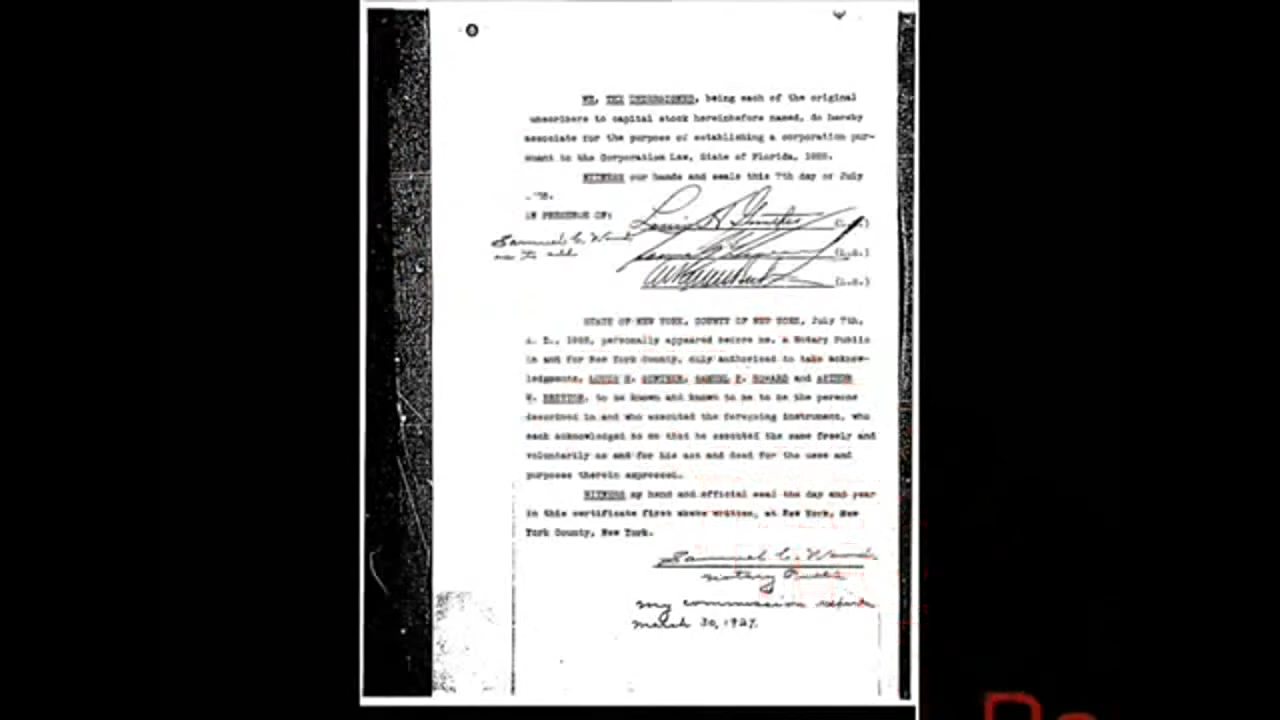 WE, THE UNDERSIGNED, being each of the original
subscribers to capital stock hereinbefore named, do hereby
associate for the purpose of establishing a corporation pur-
suant to the Corporation Law, State of Florida,
WITNESS our hands and seals this 7th day of July
IN PRESENCE OF:
(L.S.)
Samuel C. Wood
as to all
(L.S.)
(L.S.)
STATE OF NEW YORK, COUNTY OF NEW YORK, July 7th,
A. D., personally appeared before me, a Notary Public
in and for New York County, duly authorized to take acknow-
ledgments, LOUIS and
W. to me known and known to me to be the persons
described in and who executed the foregoing instrument, who
each acknowledged to me that he executed the same freely and
voluntarily as and for his act and deed for the uses and
purposes therein expressed.
WITNESS my hand and official seal the day and year
in this certificate first above written, at New York, New
York County, New York.
Samuel C. Wood
Notary Public
My commission expires
March 30, 1927.